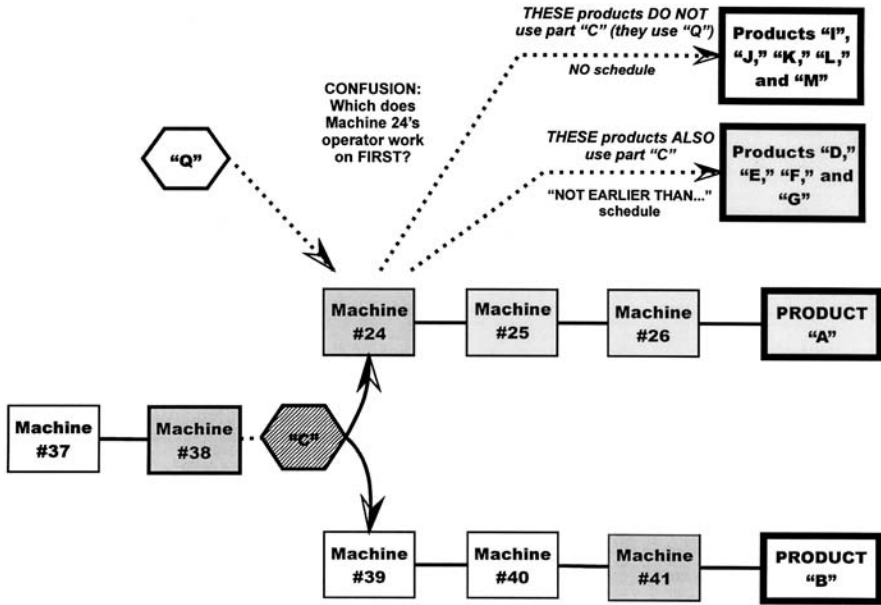 THESE products DO NOT
use part “C” (they use “Q”)
NO schedule
Products “I”,
“J,” “K,” “L,”
and “M”
CONFUSION:
Which does
Machine 24’s
operator work
on FIRST?
THESE products ALSO
use part “C”
“NOT EARLIER THAN...”
schedule
Products “D,”
“E,” “F,” and
“G”
“Q”
Machine
#24
Machine
#25
Machine
#26
PRODUCT
“A”
Machine
#37
Machine
#38
“C”
Machine
#39
Machine
#40
Machine
#41
PRODUCT
“B”